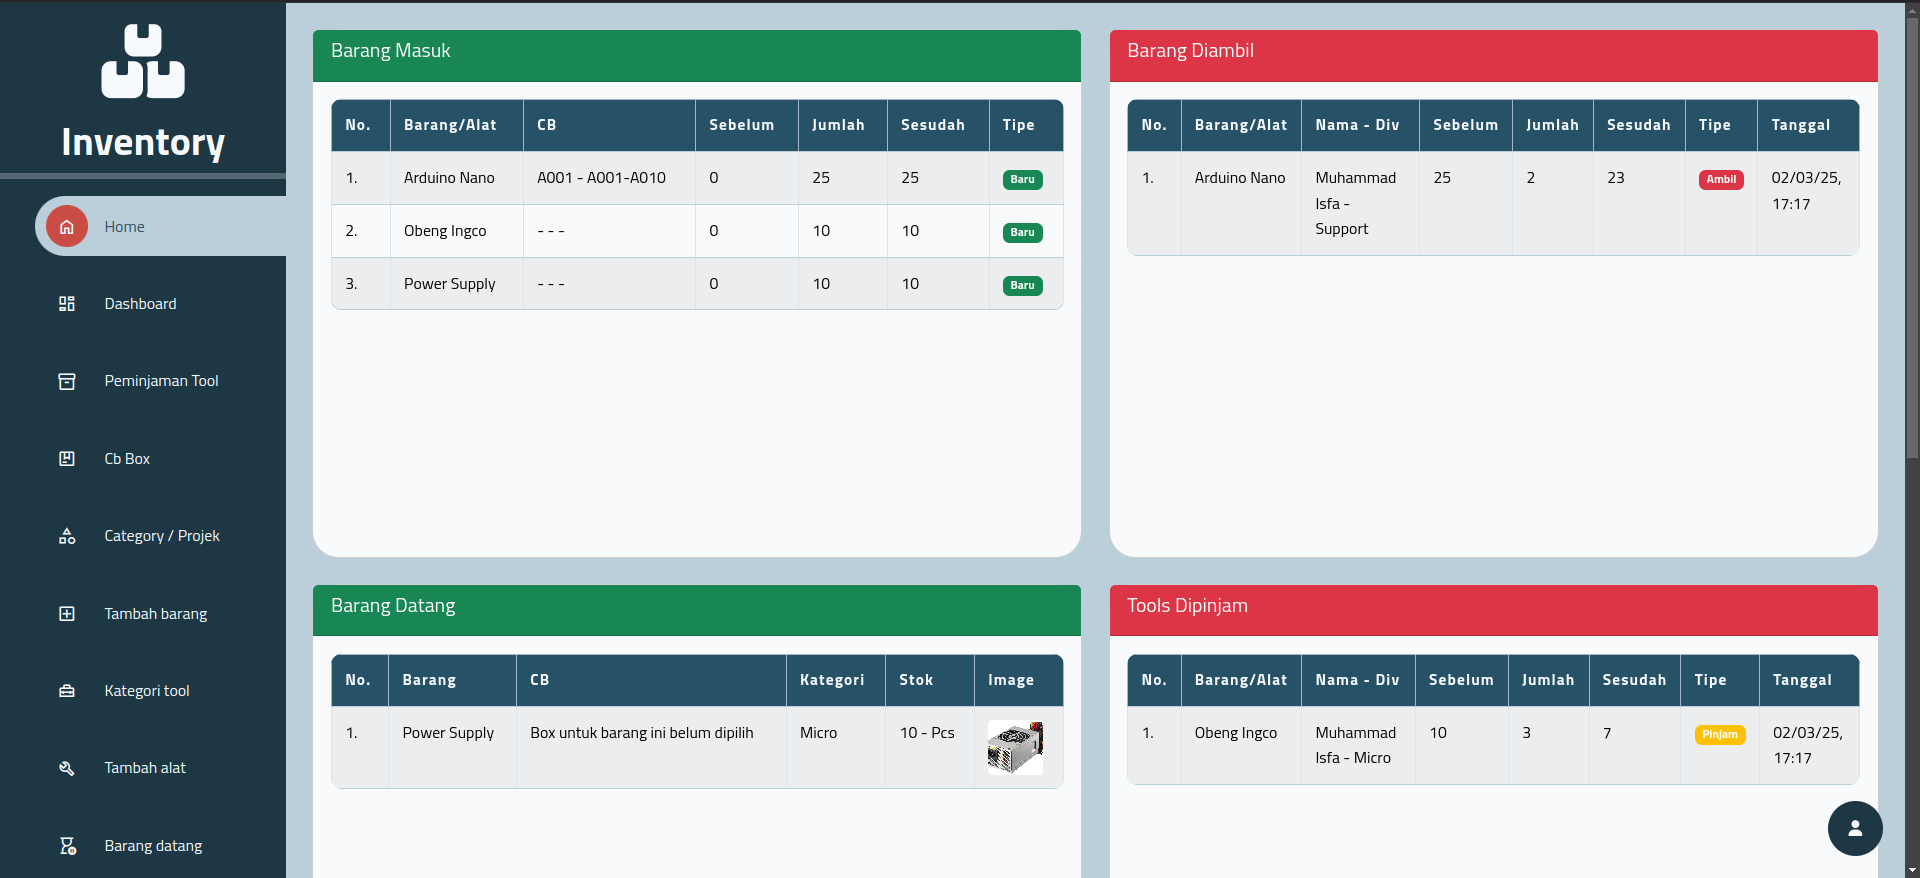 Inventory
Home
Dashboard
Peminjaman Tool
Cb Box
Category / Projek
Tambah barang
Kategori tool
Tambah alat
Barang datang
Barang Masuk
No. Barang/Alat CB Sebelum Jumlah Sesudah Tipe
1. Arduino Nano A001 - A001-A010 0 25 25 Baru
2. Obeng Ingco - - - 0 10 10 Baru
3. Power Supply - - - 0 10 10 Baru
Barang Diambil
No. Barang/Alat Nama - Div Sebelum Jumlah Sesudah Tipe Tanggal
1. Arduino Nano Muhammad 25 2 23 Ambil 02/03/25,
Isfa - 17:17
Support
Barang Datang
No. Barang CB Kategori Stok Image
1. Power Supply Box untuk barang ini belum dipilih Micro 10 - Pcs
Tools Dipinjam
No. Barang/Alat Nama - Div Sebelum Jumlah Sesudah Tipe Tanggal
1. Obeng Ingco Muhammad 10 3 7 Pinjam 02/03/25,
Isfa - Micro 17:17